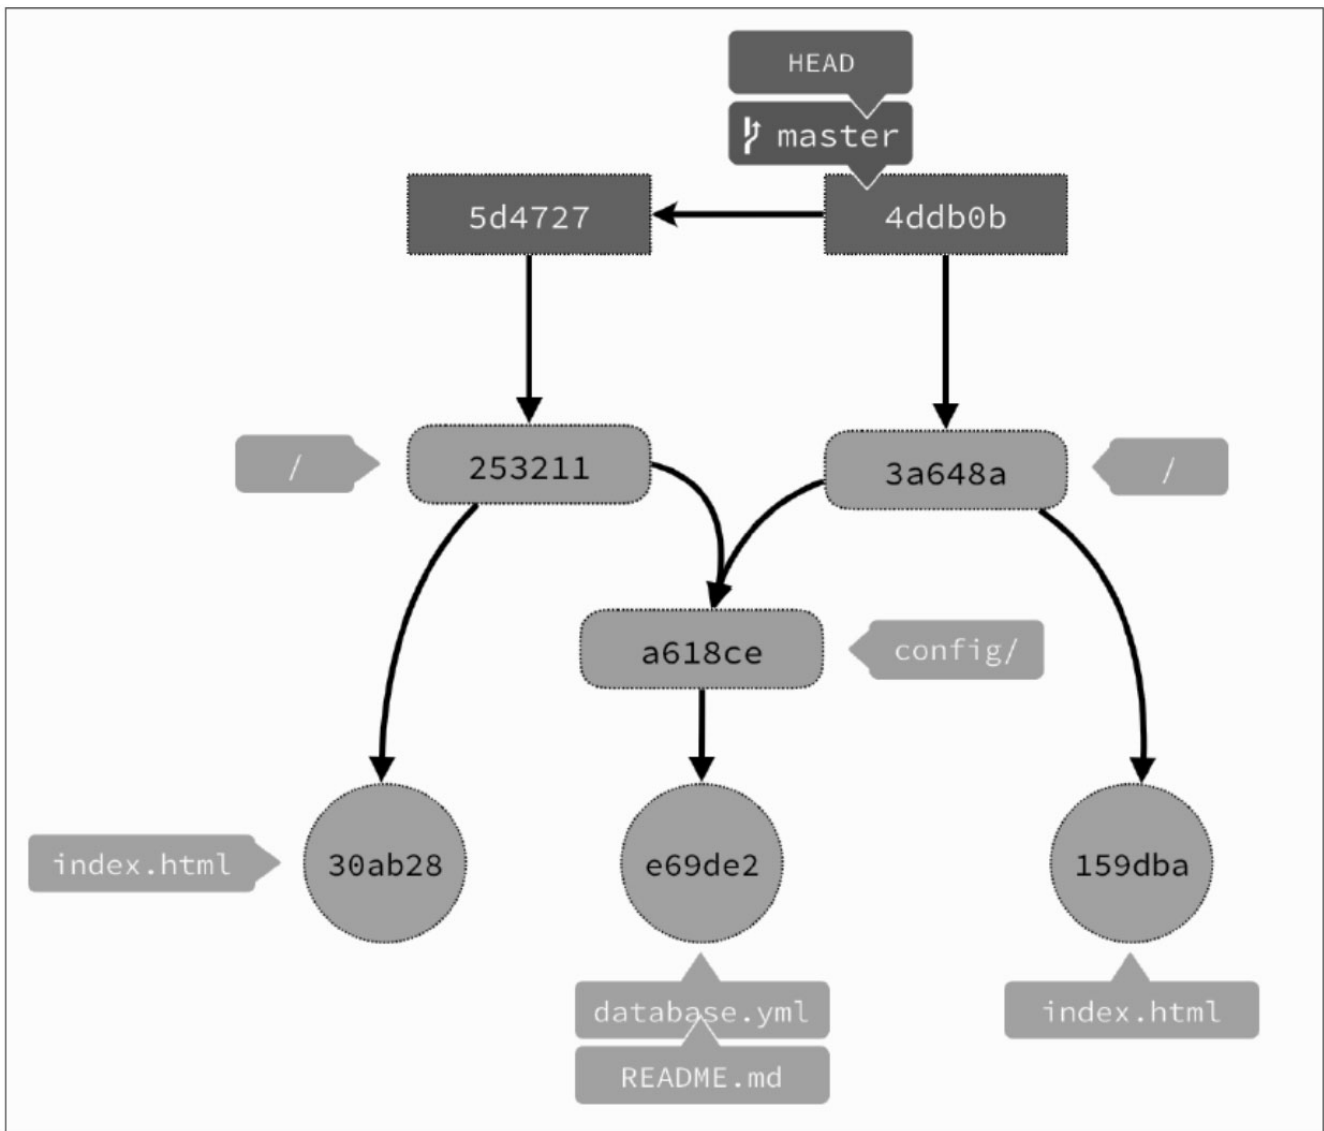 HEAD
master
5d4727
4ddb0b
/
253211
3a648a
/
a618ce
config/
index.html
30ab28
e69de2
159dba
database.yml
index.html
README.md